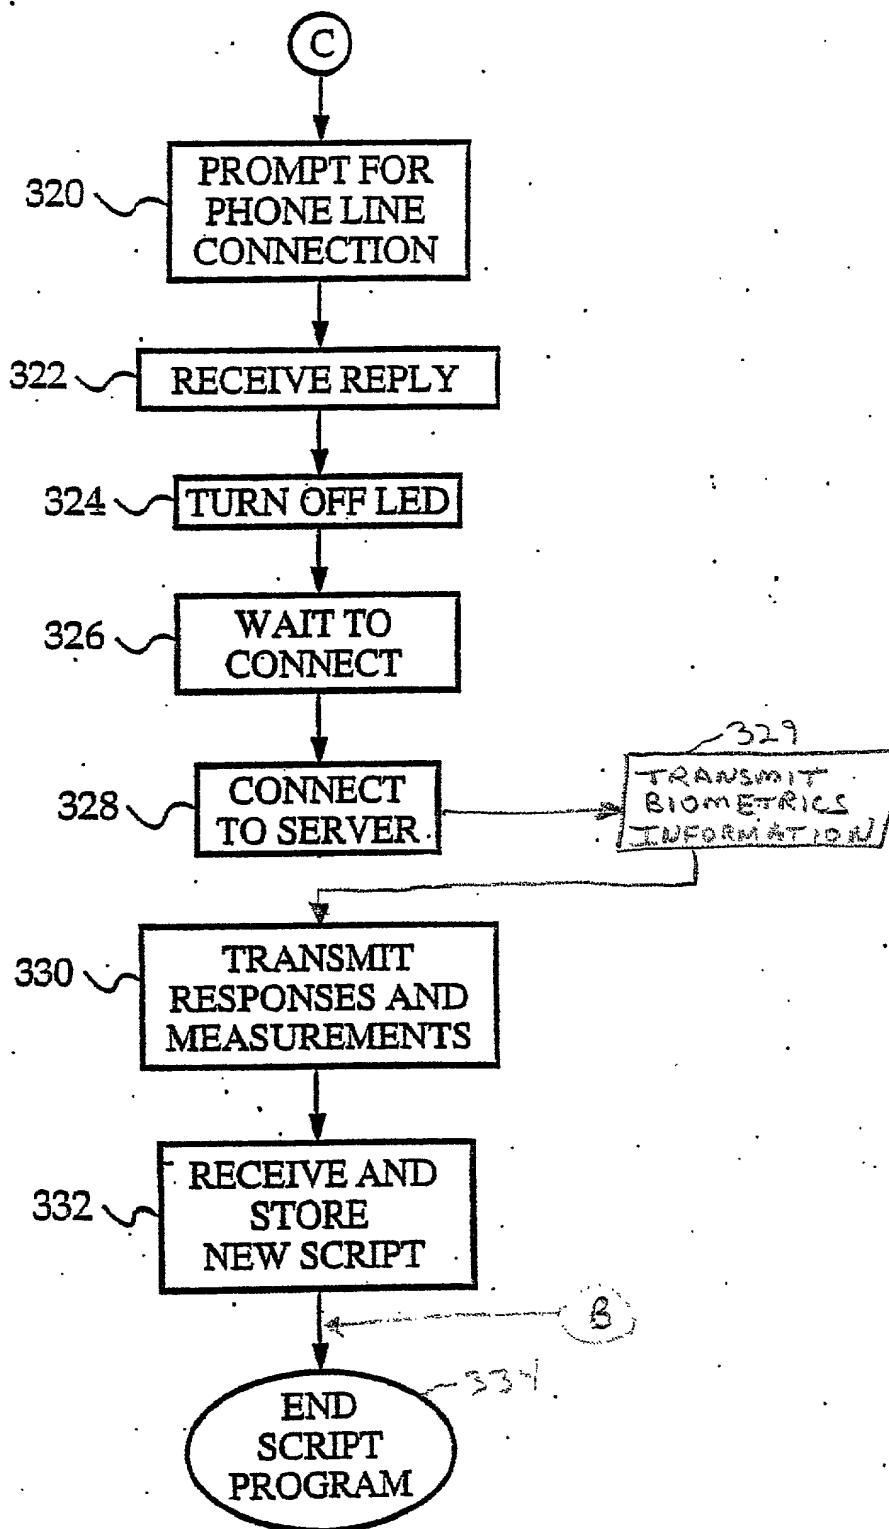 C
320
PROMPT FOR
PHONE LINE
CONNECTION
322
RECEIVE REPLY
324
TURN OFF LED
326
WAIT TO
CONNECT
328
CONNECT
TO SERVER
329
TRANSMIT
BIOMETRICS
INFORMATION
330
TRANSMIT
RESPONSES AND
MEASUREMENTS
332
RECEIVE AND
STORE
NEW SCRIPT
B
334
END
SCRIPT
PROGRAM